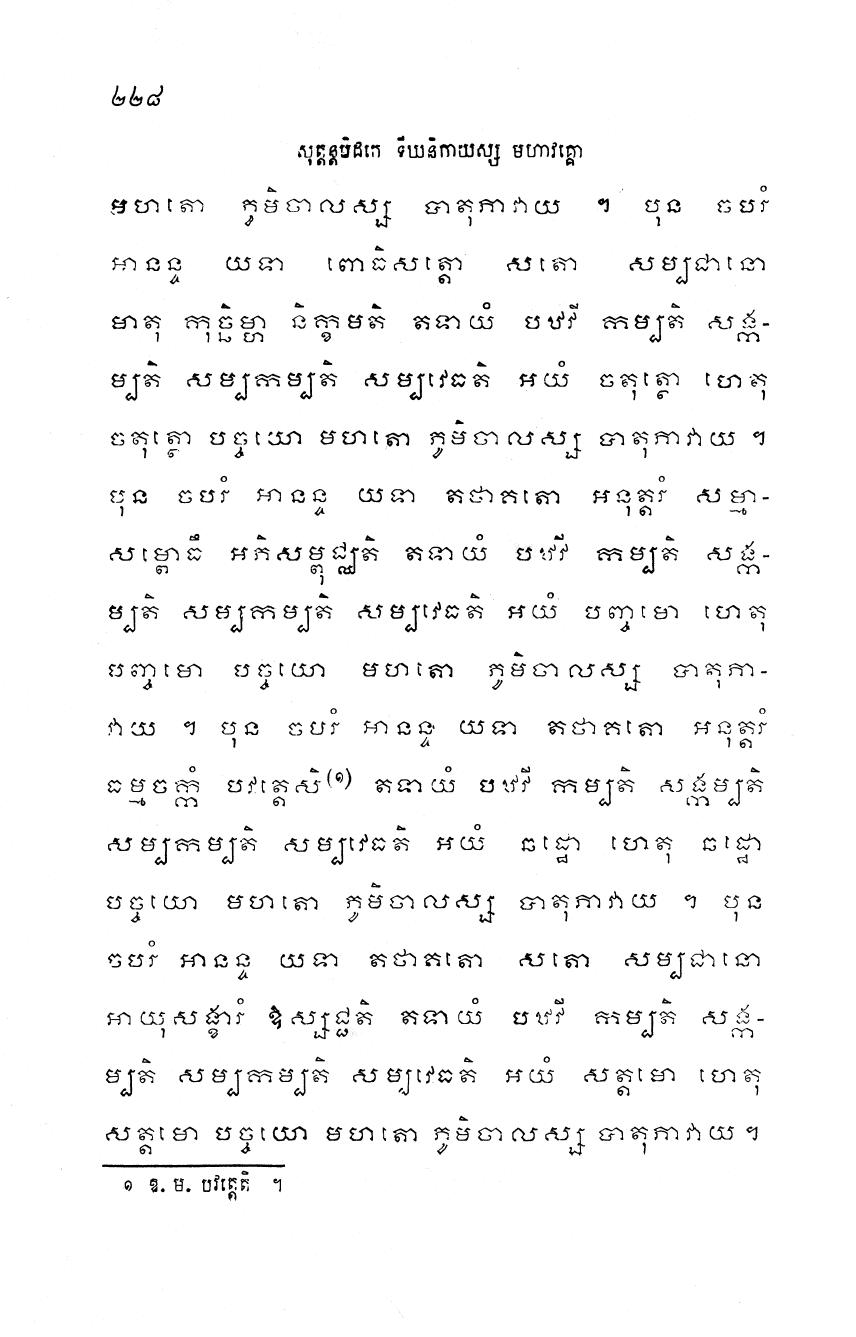 ២២៨
សុត្តន្តបិដកេ ទីឃនិកាយស្ស មហាវគ្គោ
មហតោ ភូមិចាលស្ស បាតុភាវាយ ។ បុន ចបរំ
អានន្ទ យទា ពោធិសត្តោ សតោ សម្បជានោ
មាតុ កុច្ឆិម្ហា និក្ខមតិ តទាយំ បឋវី កម្បតិ សង្ក-
ម្បតិ សម្បកម្បតិ សម្បវេធតិ អយំ ចតុត្ថោ ហេតុ
ចតុត្ថោ បច្ចយោ មហតោ ភូមិចាលស្ស បាតុភាវាយ ។
បុន ចបរំ អានន្ទ យទា តថាគតោ អនុត្តរំ សម្មា-
សម្ពោធឹ អភិសម្ពុជ្ឈតិ តទាយំ បឋវី កម្បតិ សង្ក-
ម្បតិ សម្បកម្បតិ សម្បវេធតិ អយំ បញ្ចមោ ហេតុ
បញ្ចមោ បច្ចយោ មហតោ ភូមិចាលស្ស បាតុភា-
វាយ ។ បុន ចបរំ អានន្ទ យទា តថាគតោ អនុត្តរំ
ធម្មចក្កំ បវត្តេសិ(១) តទាយំ បឋវី កម្បតិ សង្កម្បតិ
សម្បកម្បតិ សម្បវេធតិ អយំ ឆដ្ឋោ ហេតុ ឆដ្ឋោ
បច្ចយោ មហតោ ភូមិចាលស្ស បាតុភាវាយ ។ បុន
ចបរំ អានន្ទ យទា តថាគតោ សតោ សម្បជានោ
អាយុសង្ខារំ ឱស្សជ្ជតិ តទាយំ បឋវី កម្បតិ សង្ក-
ម្បតិ សម្បកម្បតិ សម្បវេធតិ អយំ សត្តមោ ហេតុ
សត្តមោ បច្ចយោ មហតោ ភូមិចាលស្ស បាតុភាវាយ ។
១ ឱ. ម. បវត្តេតិ ។